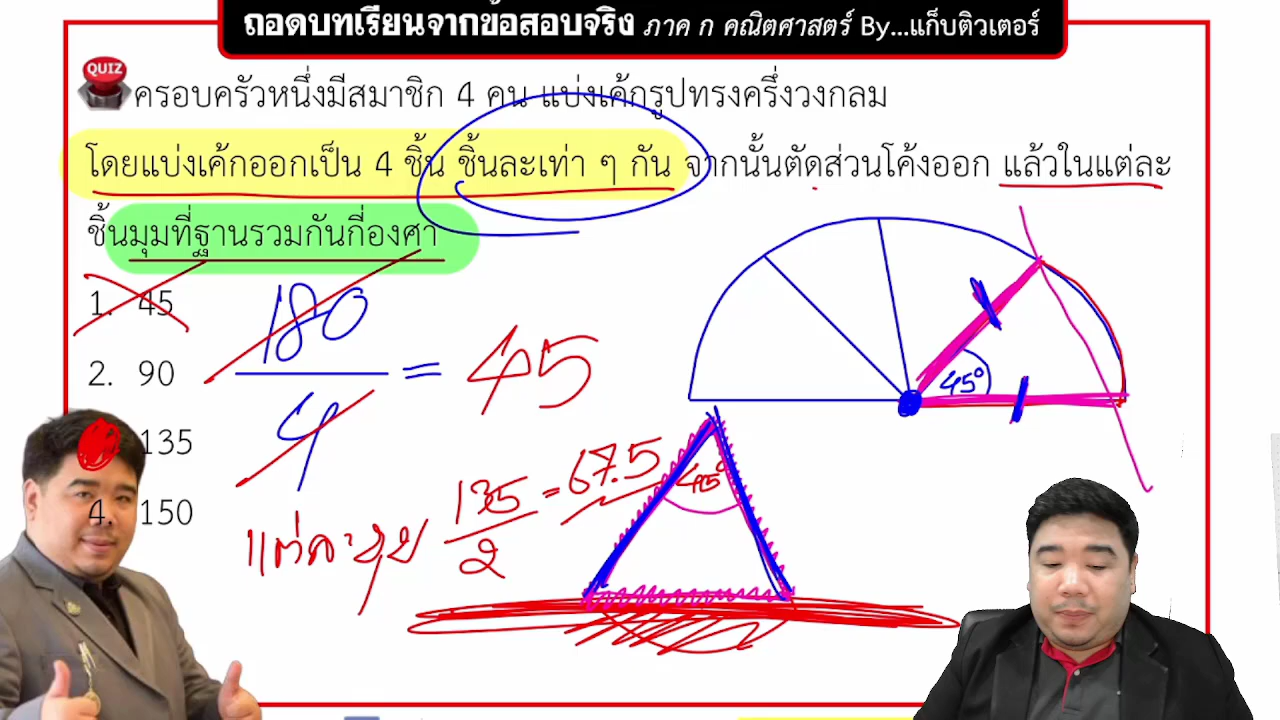 ถอดบทเรียนจากข้อสอบจริง ภาค ก คณิตศาสตร์ By...แก็บติวเตอร์
QUIZ
ครอบครัวหนึ่งมีสมาชิก 4 คน แบ่งเค้กรูปทรงครึ่งวงกลม
โดยแบ่งเค้กออกเป็น 4 ชิ้น ชิ้นละเท่า ๆ กัน จากนั้นตัดส่วนโค้งออก แล้วในแต่ละ
ชิ้นมุมที่ฐานรวมกันกี่องศา
1. 45
2. 90
135
4. 150
180
4
= 45
45°
45°
แต่ละมุม 135
2
= 67.5